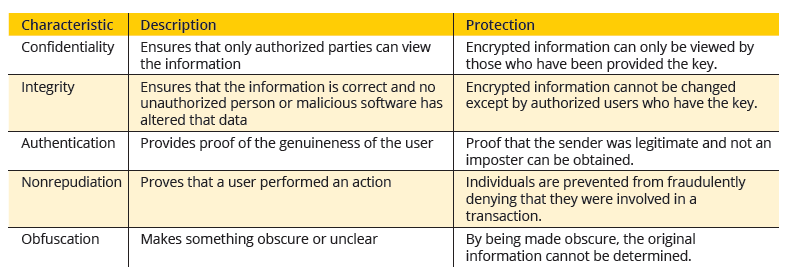 Characteristic Description Protection
Confidentiality Ensures that only authorized parties can view Encrypted information can only be viewed by
the information those who have been provided the key.
Integrity Ensures that the information is correct and no Encrypted information cannot be changed
unauthorized person or malicious software has except by authorized users who have the key.
altered that data
Authentication Provides proof of the genuineness of the user Proof that the sender was legitimate and not an
imposter can be obtained.
Nonrepudiation Proves that a user performed an action Individuals are prevented from fraudulently
denying that they were involved in a
transaction.
Obfuscation Makes something obscure or unclear By being made obscure, the original
information cannot be determined.